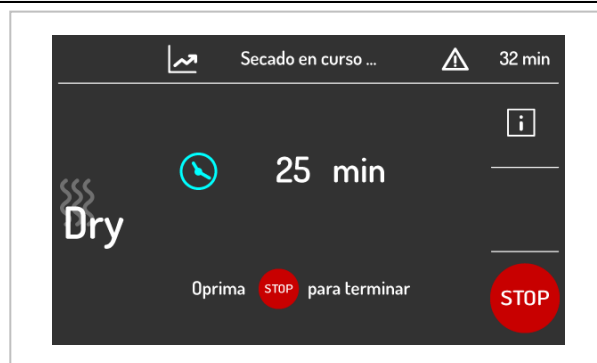 Secado en curso ... 32 min
i
25 min
Dry
Oprima STOP para terminar
STOP